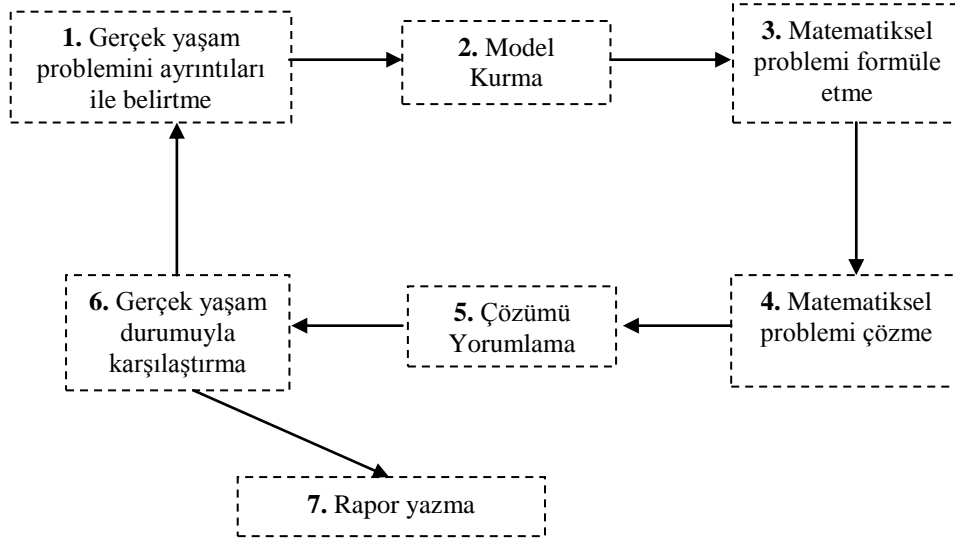 1. Gerçek yaşam
problemini ayrıntıları
ile belirtme
2. Model
Kurma
3. Matematiksel
problemi formüle
etme
6. Gerçek yaşam
durumuyla
karşılaştırma
5. Çözümü
Yorumlama
4. Matematiksel
problemi çözme
7. Rapor yazma